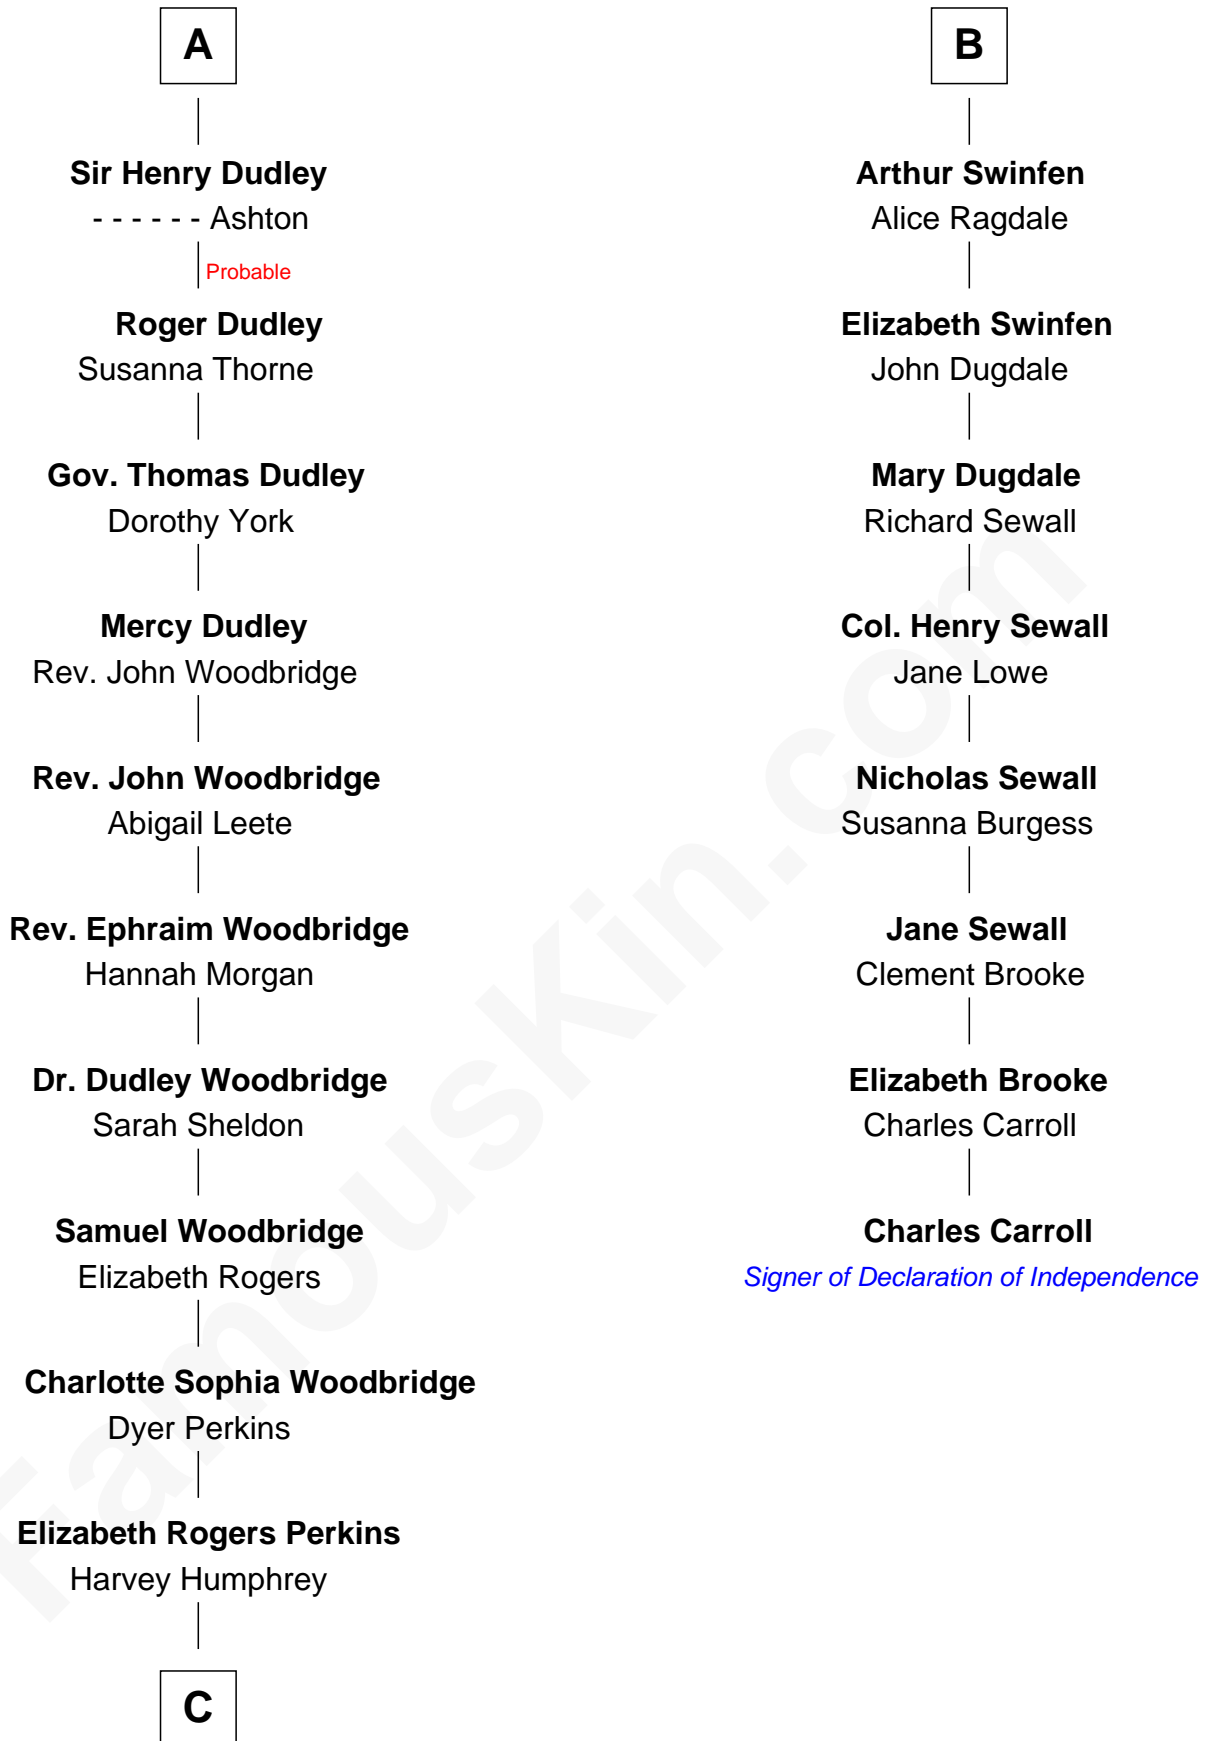 A
Sir Henry Dudley
- - - - - - Ashton
Probable
Roger Dudley
Susanna Thorne
Gov. Thomas Dudley
Dorothy York
Mercy Dudley
Rev. John Woodbridge
Rev. John Woodbridge
Abigail Leete
Rev. Ephraim Woodbridge
Hannah Morgan
Dr. Dudley Woodbridge
Sarah Sheldon
Samuel Woodbridge
Elizabeth Rogers
Charlotte Sophia Woodbridge
Dyer Perkins
Elizabeth Rogers Perkins
Harvey Humphrey
C
B
Arthur Swinfen
Alice Ragdale
Elizabeth Swinfen
John Dugdale
Mary Dugdale
Richard Sewall
Col. Henry Sewall
Jane Lowe
Nicholas Sewall
Susanna Burgess
Jane Sewall
Clement Brooke
Elizabeth Brooke
Charles Carroll
Charles Carroll
Signer of Declaration of Independence
FamousKin.com